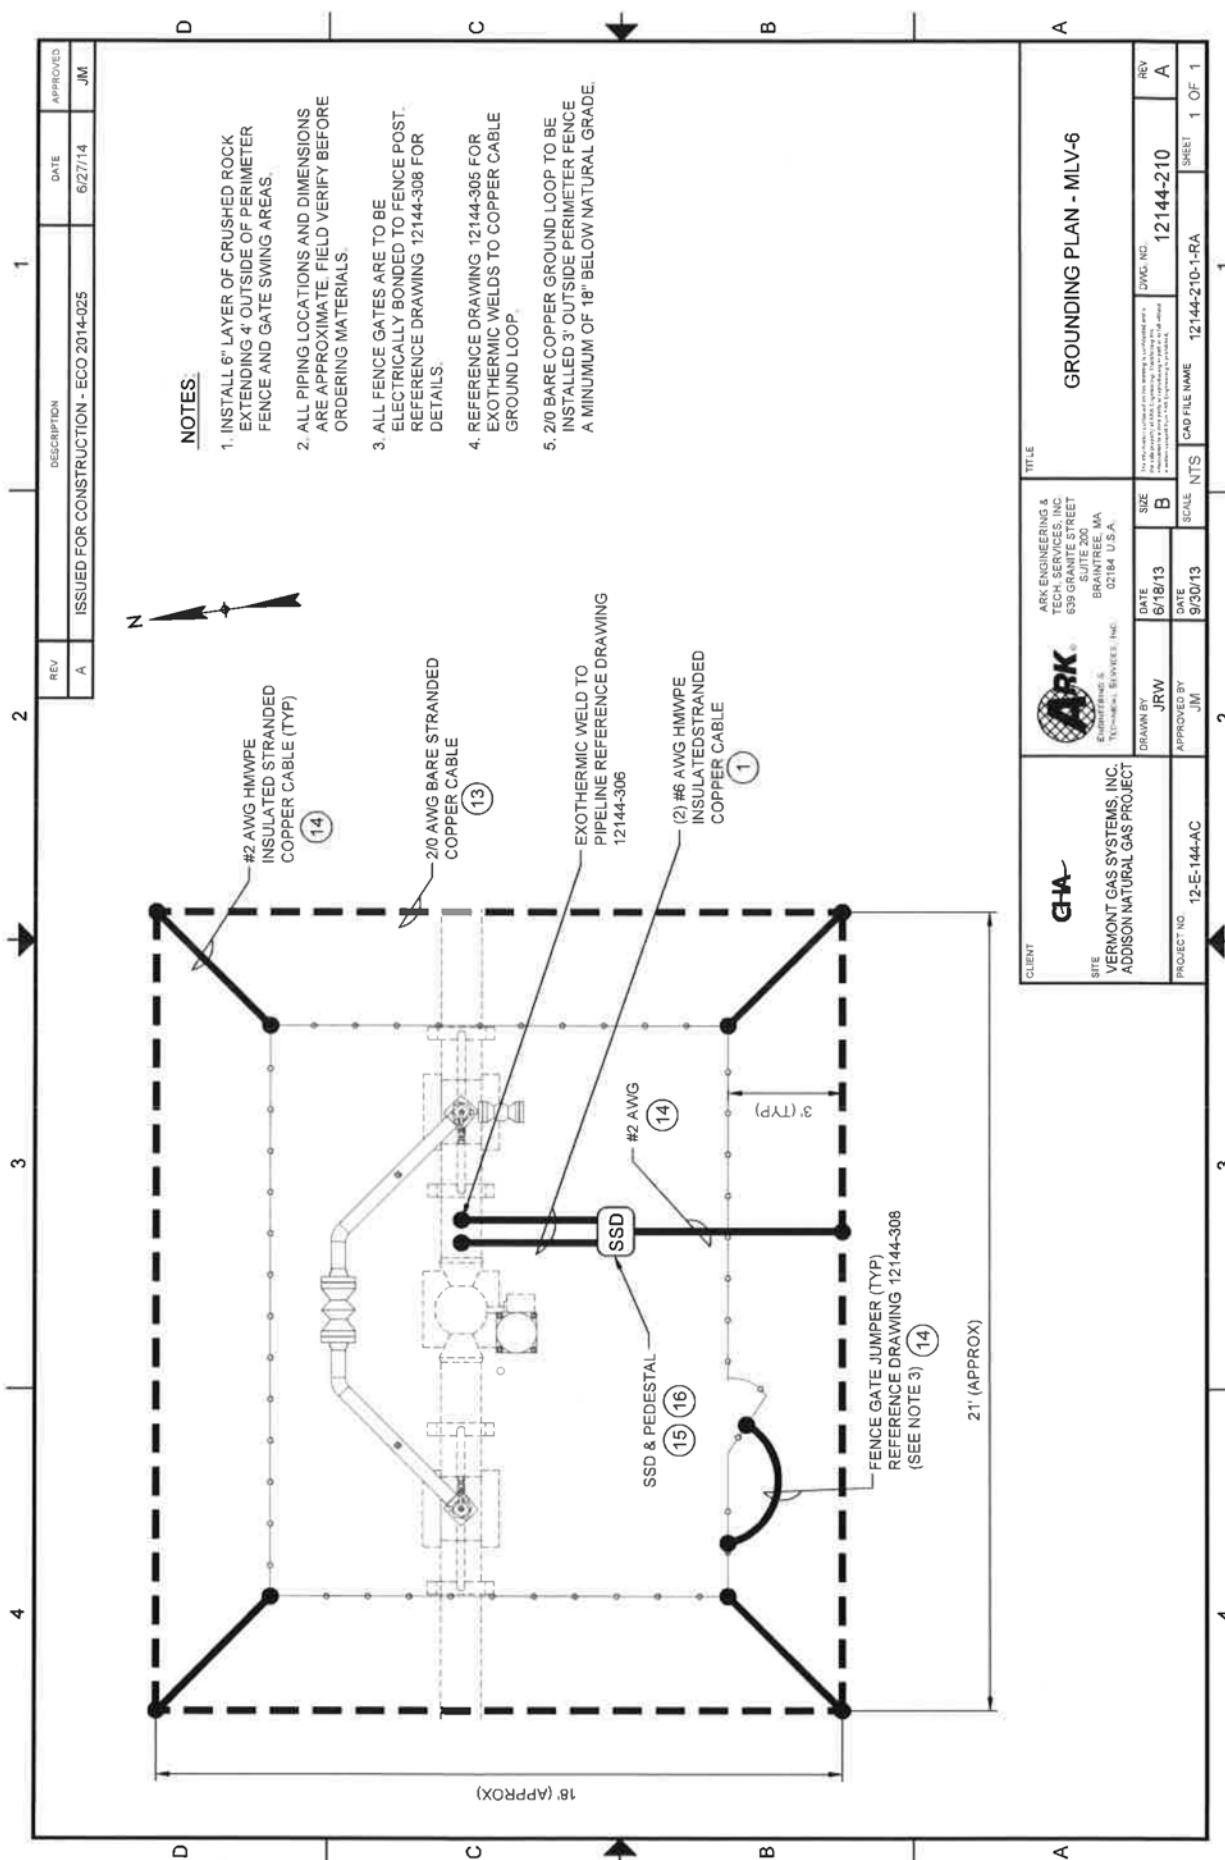 4
3
2
1
D
C
B
A
REV
DESCRIPTION
DATE
APPROVED
A
ISSUED FOR CONSTRUCTION - ECO 2014-025
6/27/14
JM
N
NOTES:
1. INSTALL 6" LAYER OF CRUSHED ROCK
EXTENDING 4' OUTSIDE OF PERIMETER
FENCE AND GATE SWING AREAS.
2. ALL PIPING LOCATIONS AND DIMENSIONS
ARE APPROXIMATE. FIELD VERIFY BEFORE
ORDERING MATERIALS.
3. ALL FENCE GATES ARE TO BE
ELECTRICALLY BONDED TO FENCE POST.
REFERENCE DRAWING 12144-308 FOR
DETAILS.
4. REFERENCE DRAWING 12144-305 FOR
EXOTHERMIC WELDS TO COPPER CABLE
GROUND LOOP.
5. 2/0 BARE COPPER GROUND LOOP TO BE
INSTALLED 3' OUTSIDE PERIMETER FENCE
A MINUMUM OF 18" BELOW NATURAL GRADE.
#2 AWG HMWPE
INSULATED STRANDED
COPPER CABLE (TYP)
14
2/0 AWG BARE STRANDED
COPPER CABLE
13
EXOTHERMIC WELD TO
PIPELINE REFERENCE DRAWING
12144-306
(2) #6 AWG HMWPE
INSULATEDSTRANDED
COPPER CABLE
1
#2 AWG
14
3' (TYP)
SSD
SSD & PEDESTAL
15 16
FENCE GATE JUMPER (TYP)
REFERENCE DRAWING 12144-308
(SEE NOTE 3) 14
21' (APPROX)
18' (APPROX)
CLIENT
CHA
SITE
VERMONT GAS SYSTEMS, INC.
ADDISON NATURAL GAS PROJECT
PROJECT NO.
12-E-144-AC
ARK
ENGINEERING &
TECHNICAL SERVICES, INC.
ARK ENGINEERING &
TECH. SERVICES, INC.
639 GRANITE STREET
SUITE 200
BRAINTREE, MA
02184 U.S.A.
DRAWN BY
JRW
DATE
6/18/13
APPROVED BY
JM
DATE
9/30/13
TITLE
GROUNDING PLAN - MLV-6
SIZE
B
DWG. NO.
12144-210
REV
A
SCALE
NTS
CAD FILE NAME
12144-210-1-RA
SHEET
1 OF 1
D
C
B
A
4
3
2
1